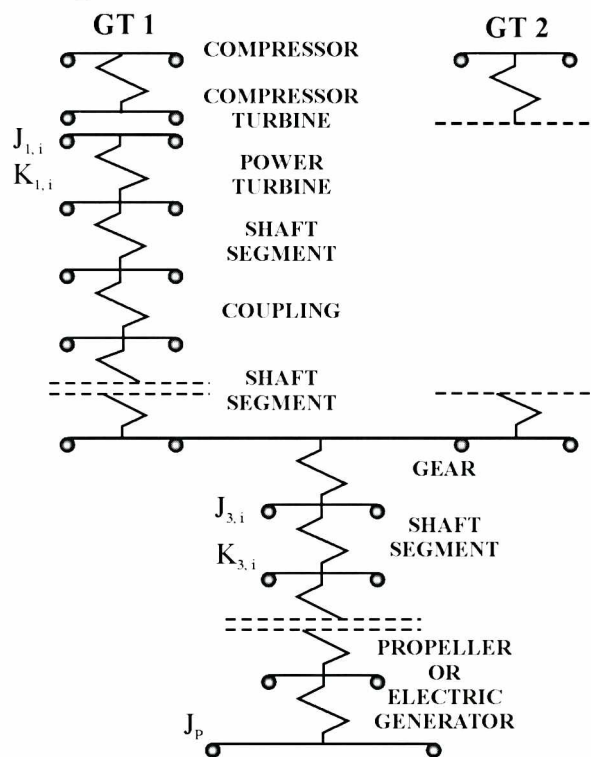 GT 1
GT 2
COMPRESSOR
COMPRESSOR
TURBINE
J1, i
K1, i
POWER
TURBINE
SHAFT
SEGMENT
COUPLING
SHAFT
SEGMENT
GEAR
J3, i
SHAFT
SEGMENT
K3, i
PROPELLER
OR
ELECTRIC
GENERATOR
JP